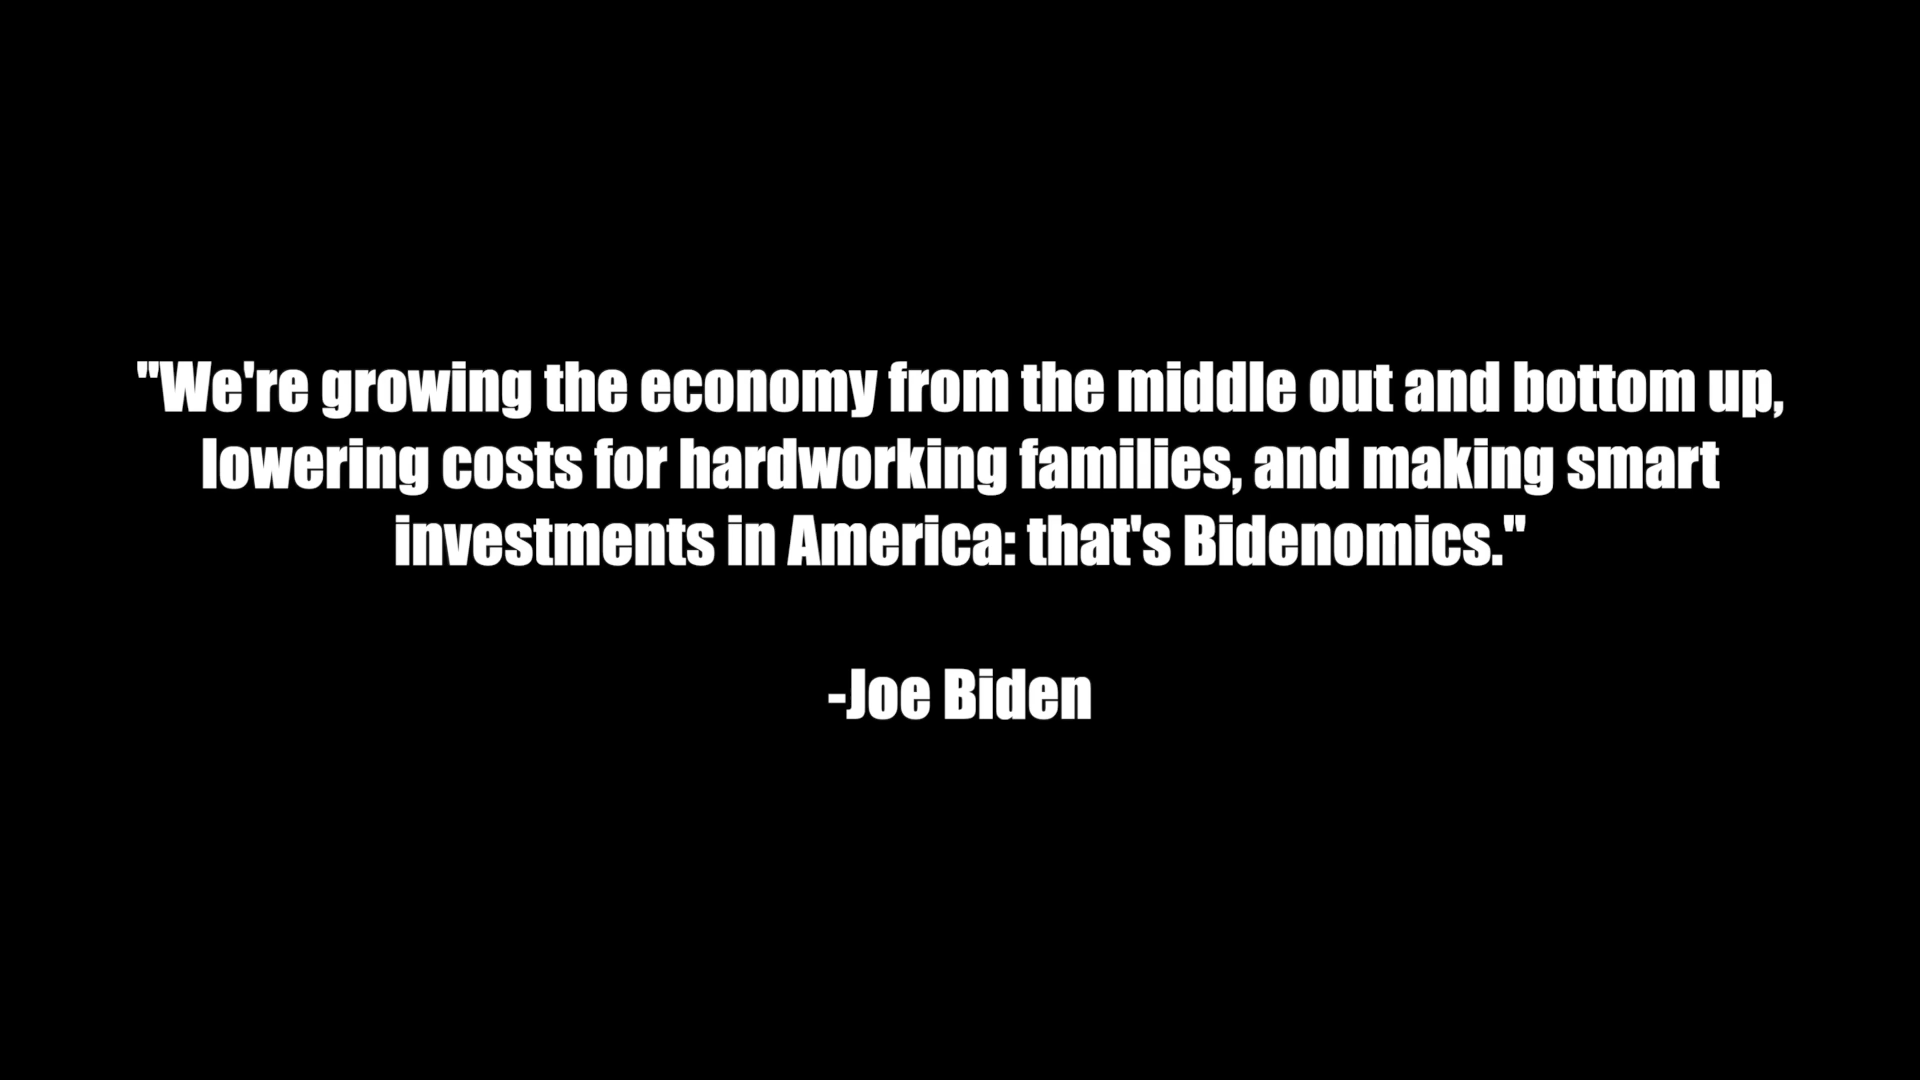 "We're growing the economy from the middle out and bottom up,
lowering costs for hardworking families, and making smart
investments in America: that's Bidenomics."
-Joe Biden